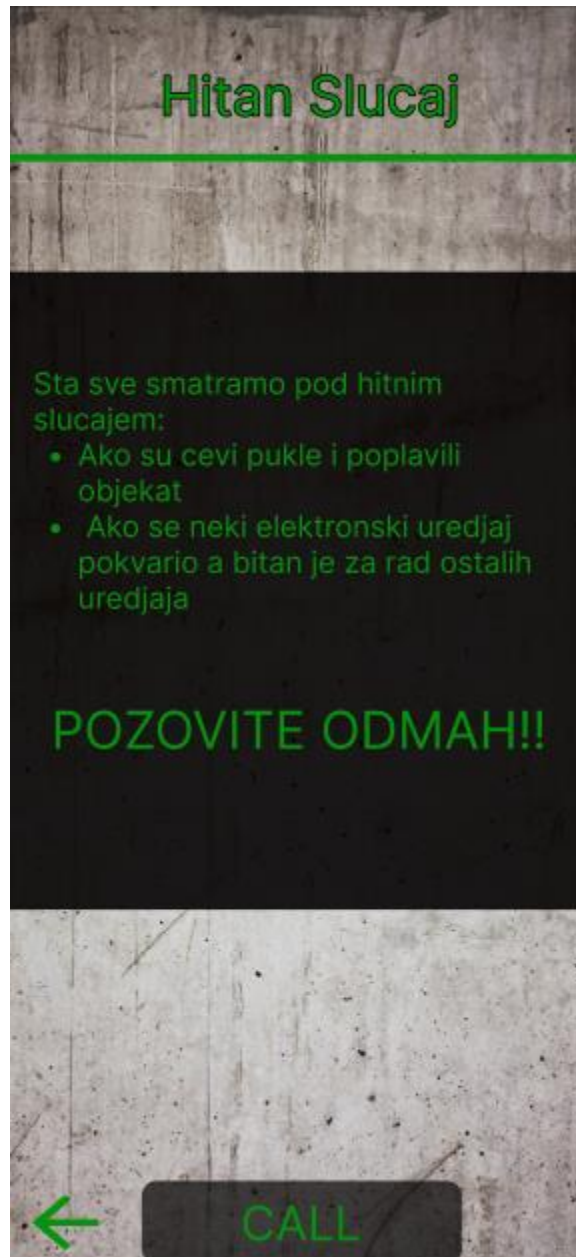 Hitan Slucaj
Sta sve smatramo pod hitnim
slucajem:
• Ako su cevi pukle i poplavili
objekat
• Ako se neki elektronski uredjaj
pokvario a bitan je za rad ostalih
uredjaja
POZOVITE ODMAH!!
CALL